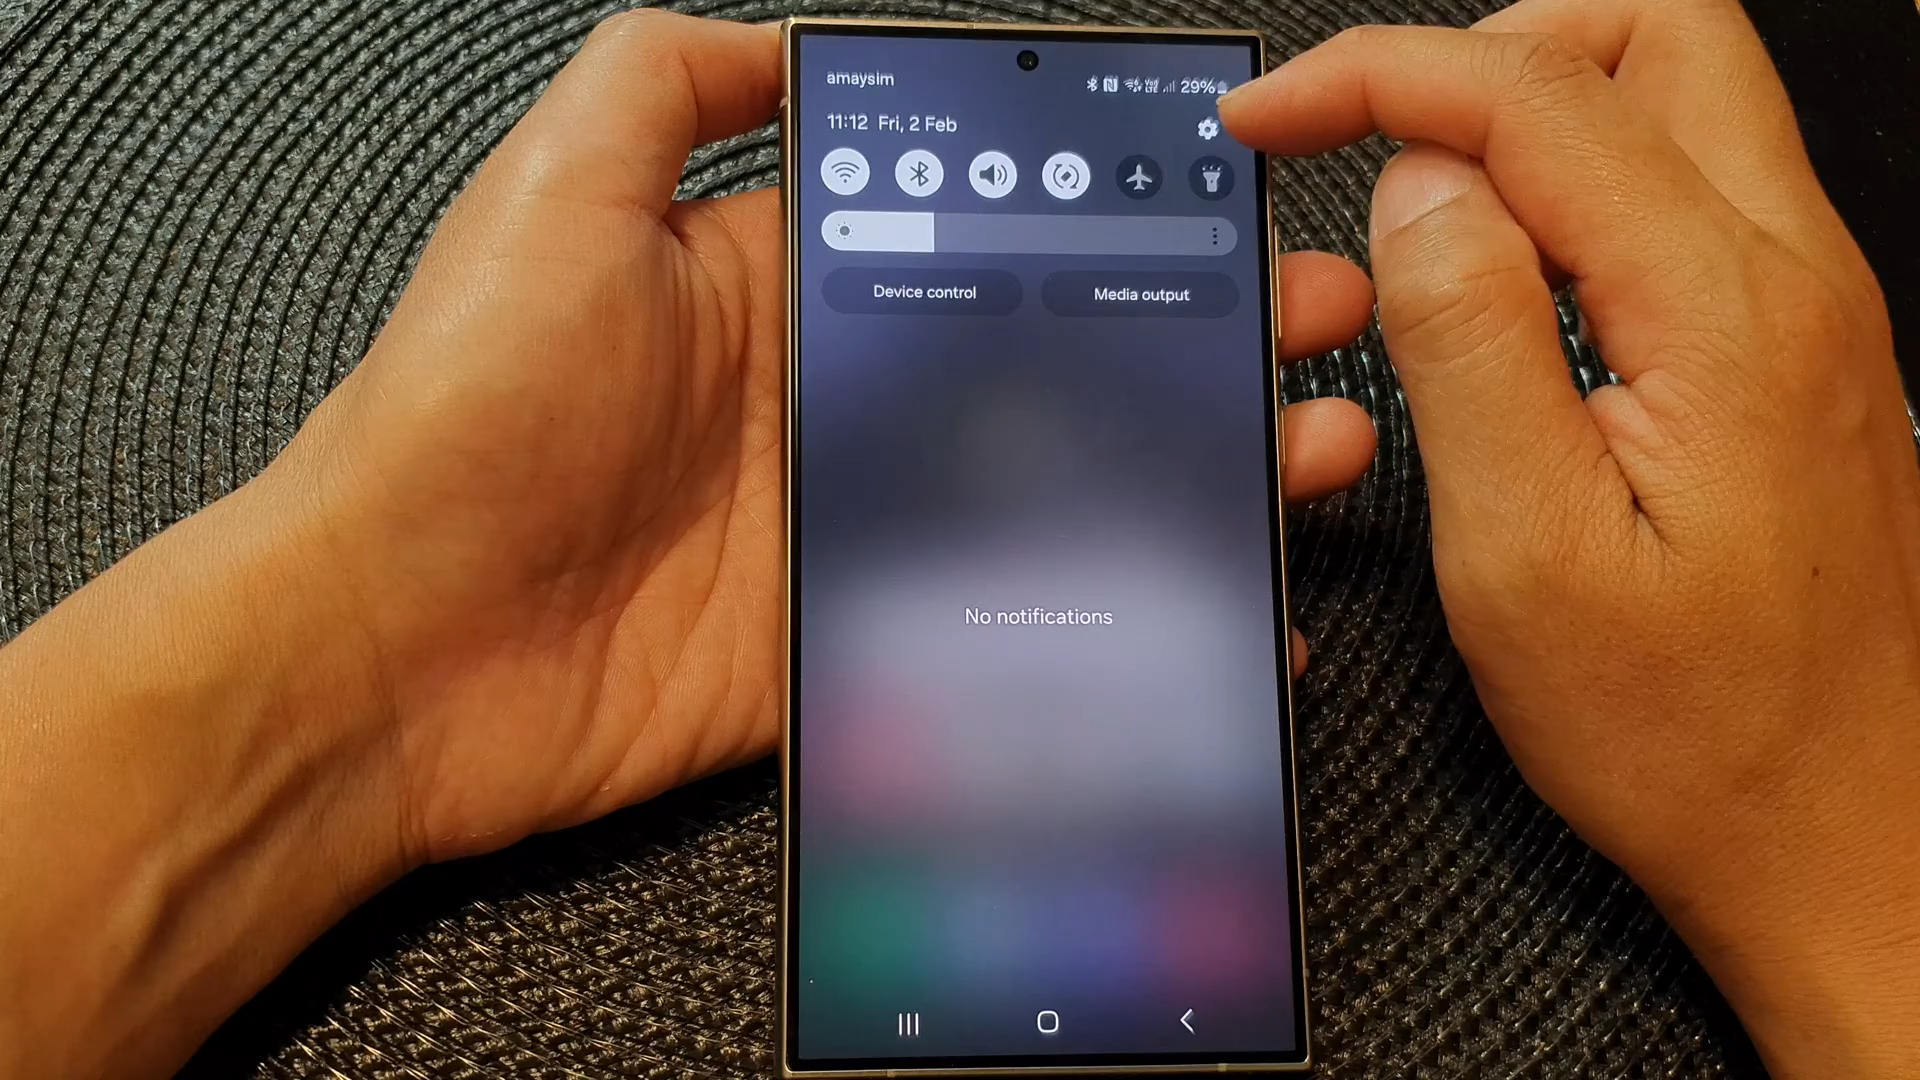 amaysim
29%
11:12 Fri, 2 Feb
Device control
Media output
No notifications